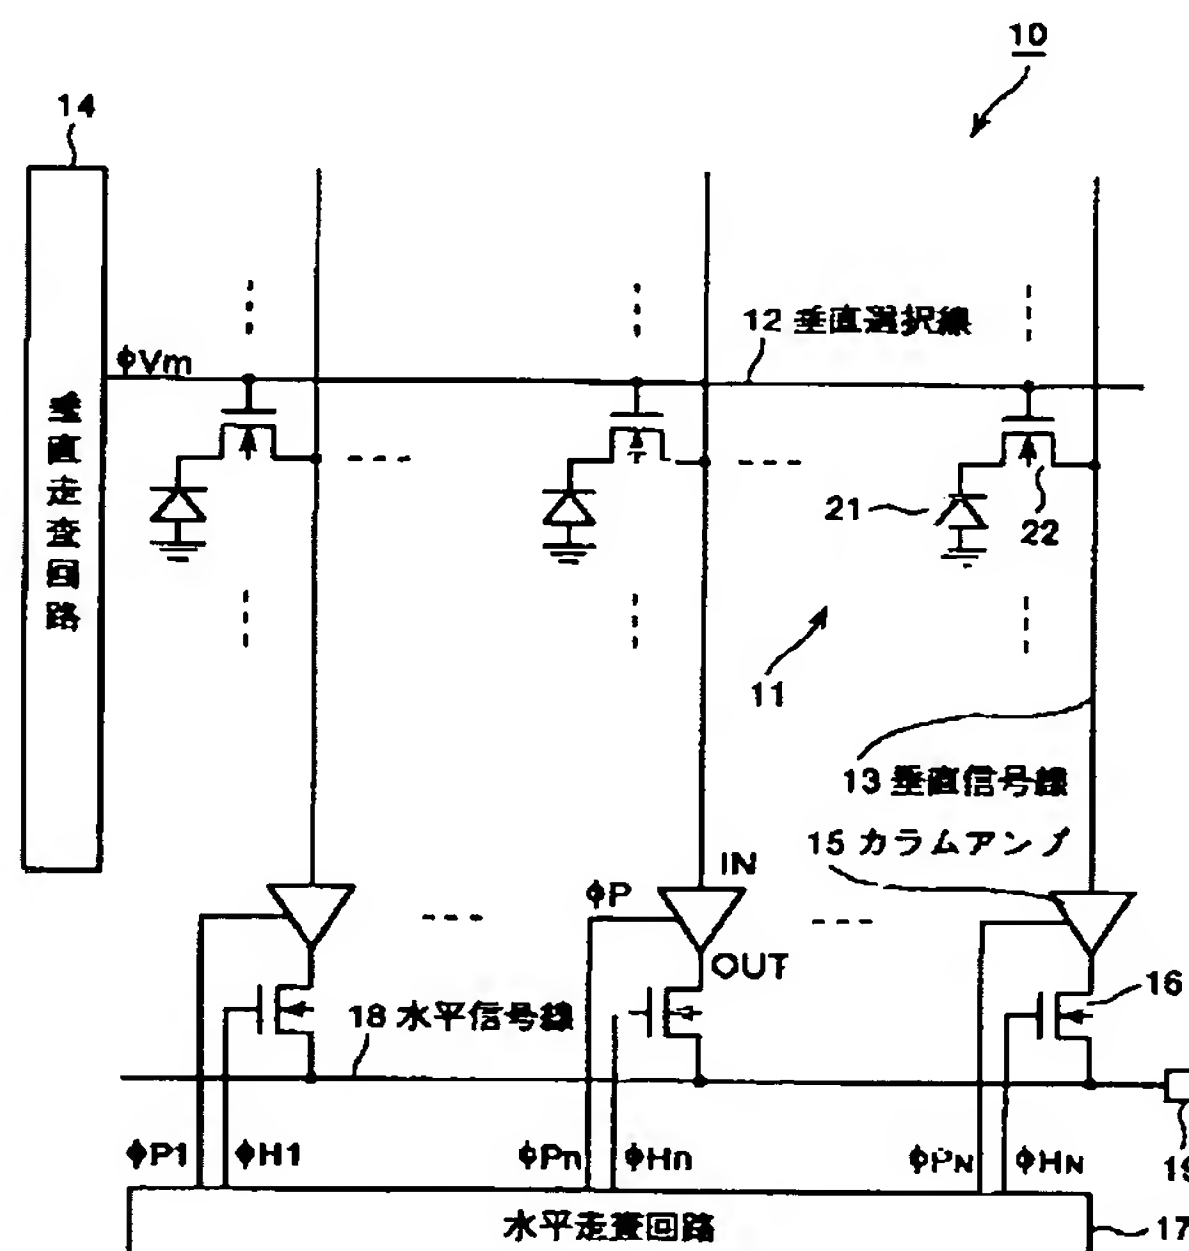 10
14
12 垂直選択線
φVm
垂直走査回路
21
22
11
13 垂直信号線
15 カラムアンプ
IN
φP
OUT
16
18 水平信号線
φP1
φH1
φPn
φHn
φPN
φHN
19
水平走査回路
17